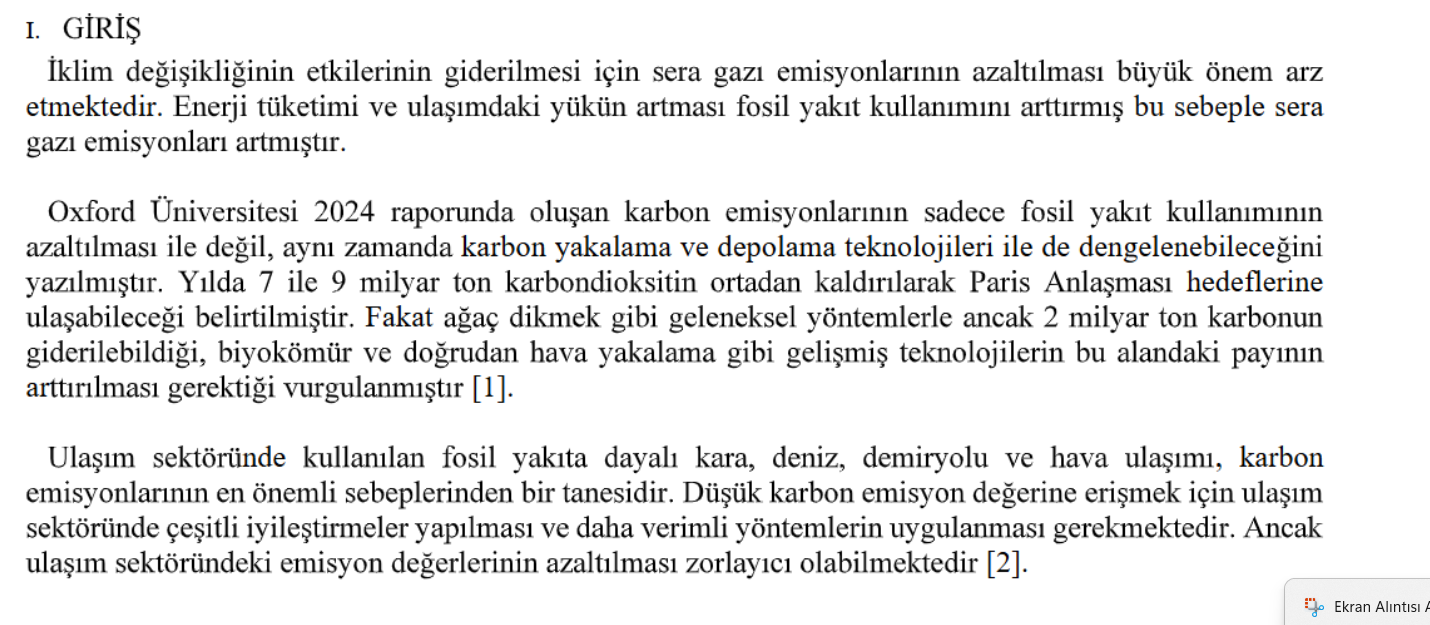 I. GİRİŞ
İklim değişikliğinin etkilerinin giderilmesi için sera gazı emisyonlarının azaltılması büyük önem arz
etmektedir. Enerji tüketimi ve ulaşımdaki yükün artması fosil yakıt kullanımını arttırmış bu sebeple sera
gazı emisyonları artmıştır.
Oxford Üniversitesi 2024 raporunda oluşan karbon emisyonlarının sadece fosil yakıt kullanımının
azaltılması ile değil, aynı zamanda karbon yakalama ve depolama teknolojileri ile de dengelenebileceğini
yazılmıştır. Yılda 7 ile 9 milyar ton karbondioksitin ortadan kaldırılarak Paris Anlaşması hedeflerine
ulaşabileceği belirtilmiştir. Fakat ağaç dikmek gibi geleneksel yöntemlerle ancak 2 milyar ton karbonun
giderilebildiği, biyokömür ve doğrudan hava yakalama gibi gelişmiş teknolojilerin bu alandaki payının
arttırılması gerektiği vurgulanmıştır [1].
Ulaşım sektöründe kullanılan fosil yakıta dayalı kara, deniz, demiryolu ve hava ulaşımı, karbon
emisyonlarının en önemli sebeplerinden bir tanesidir. Düşük karbon emisyon değerine erişmek için ulaşım
sektöründe çeşitli iyileştirmeler yapılması ve daha verimli yöntemlerin uygulanması gerekmektedir. Ancak
ulaşım sektöründeki emisyon değerlerinin azaltılması zorlayıcı olabilmektedir [2].
Ekran Alıntısı A